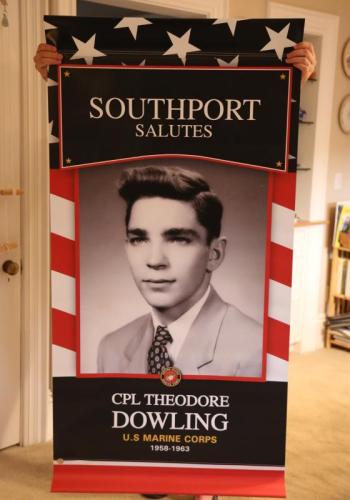 SOUTHPORT
SALUTES
CPL THEODORE
DOWLING
U.S MARINE CORPS
1958-1963